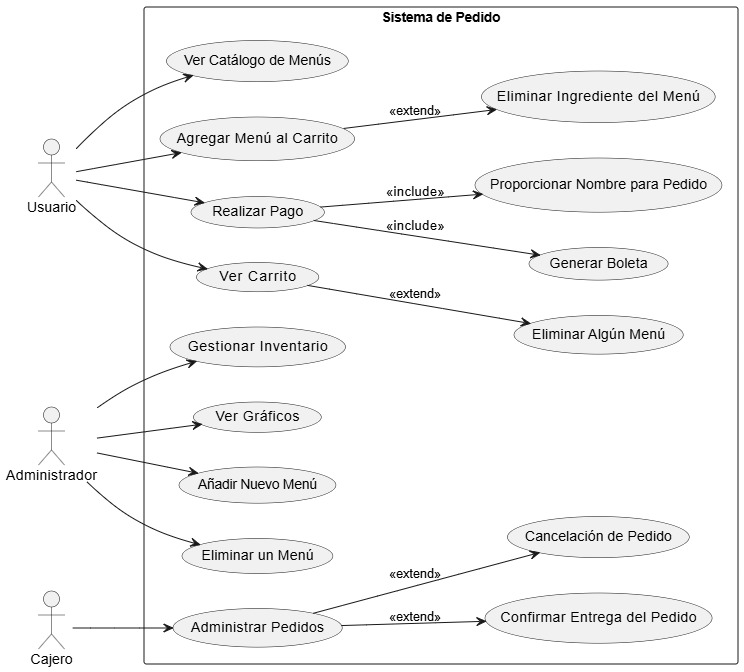 Sistema de Pedido
Ver Catálogo de Menús
Eliminar Ingrediente del Menú
«extend»
Agregar Menú al Carrito
Usuario
Proporcionar Nombre para Pedido
«include»
Realizar Pago
«include»
Generar Boleta
Ver Carrito
«extend»
Eliminar Algún Menú
Gestionar Inventario
Ver Gráficos
Administrador
Añadir Nuevo Menú
Eliminar un Menú
Cancelación de Pedido
«extend»
Confirmar Entrega del Pedido
«extend»
Administrar Pedidos
Cajero